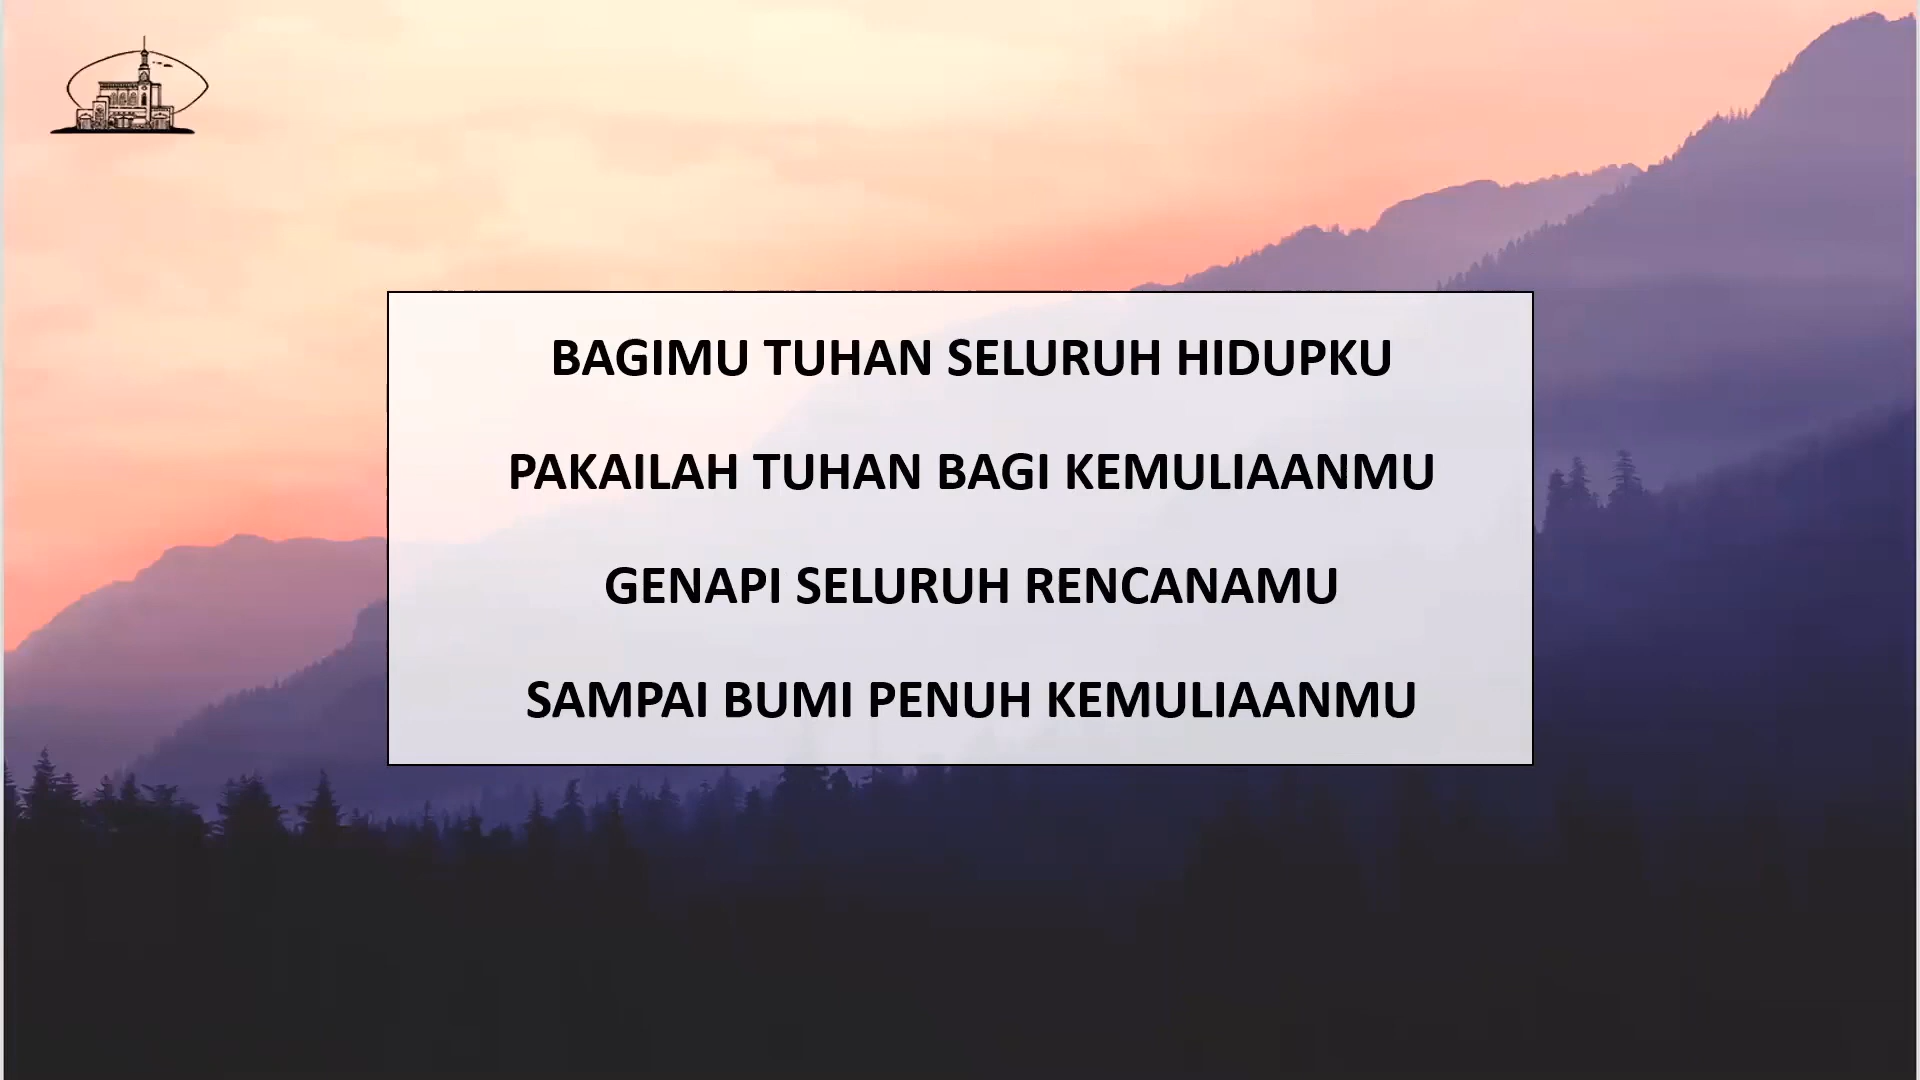 BAGIMU TUHAN SELURUH HIDUPKU
PAKAILAH TUHAN BAGI KEMULIAANMU
GENAPI SELURUH RENCANAMU
SAMPAI BUMI PENUH KEMULIAANMU